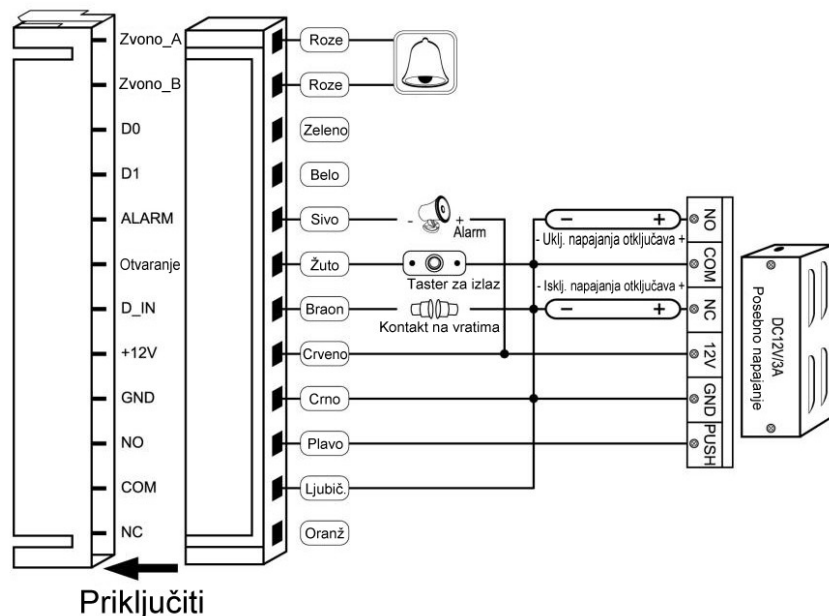 Zvono_A
Roze
Zvono_B
Roze
D0
Zeleno
D1
Belo
ALARM
Sivo
- +
Alarm
Otvaranje
Žuto
Taster za izlaz
D_IN
Braon
Kontakt na vratima
+12V
Crveno
GND
Crno
NO
Plavo
COM
Ljubič.
NC
Oranž
Priključiti
− +
- Uklj. napajanja otključava +
- Isklj. napajanja otključava +
− +
NO
COM
NC
12V
GND
PUSH
DC12V/3A
Posebno napajanje